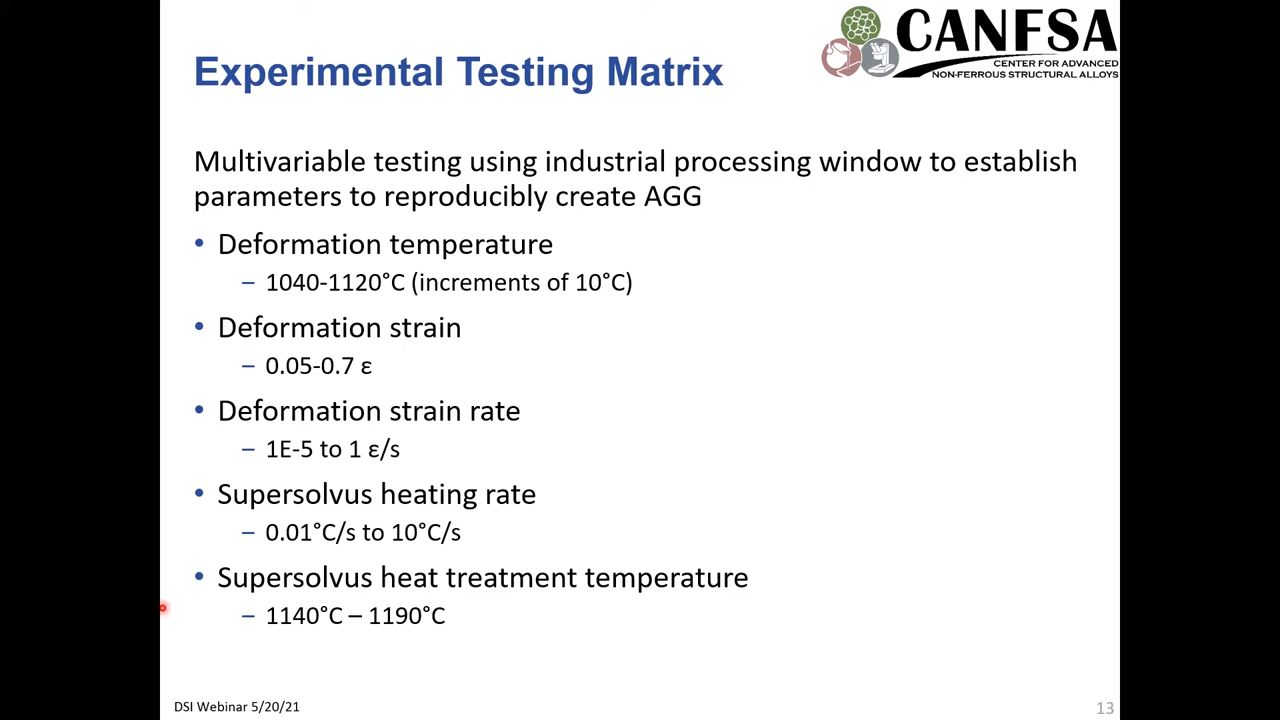 CANFSA
CENTER FOR ADVANCED
NON-FERROUS STRUCTURAL ALLOYS
Experimental Testing Matrix
Multivariable testing using industrial processing window to establish
parameters to reproducibly create AGG
• Deformation temperature
– 1040-1120°C (increments of 10°C)
• Deformation strain
– 0.05-0.7 ε
• Deformation strain rate
– 1E-5 to 1 ε/s
• Supersolvus heating rate
– 0.01°C/s to 10°C/s
• Supersolvus heat treatment temperature
– 1140°C – 1190°C
DSI Webinar 5/20/21
13